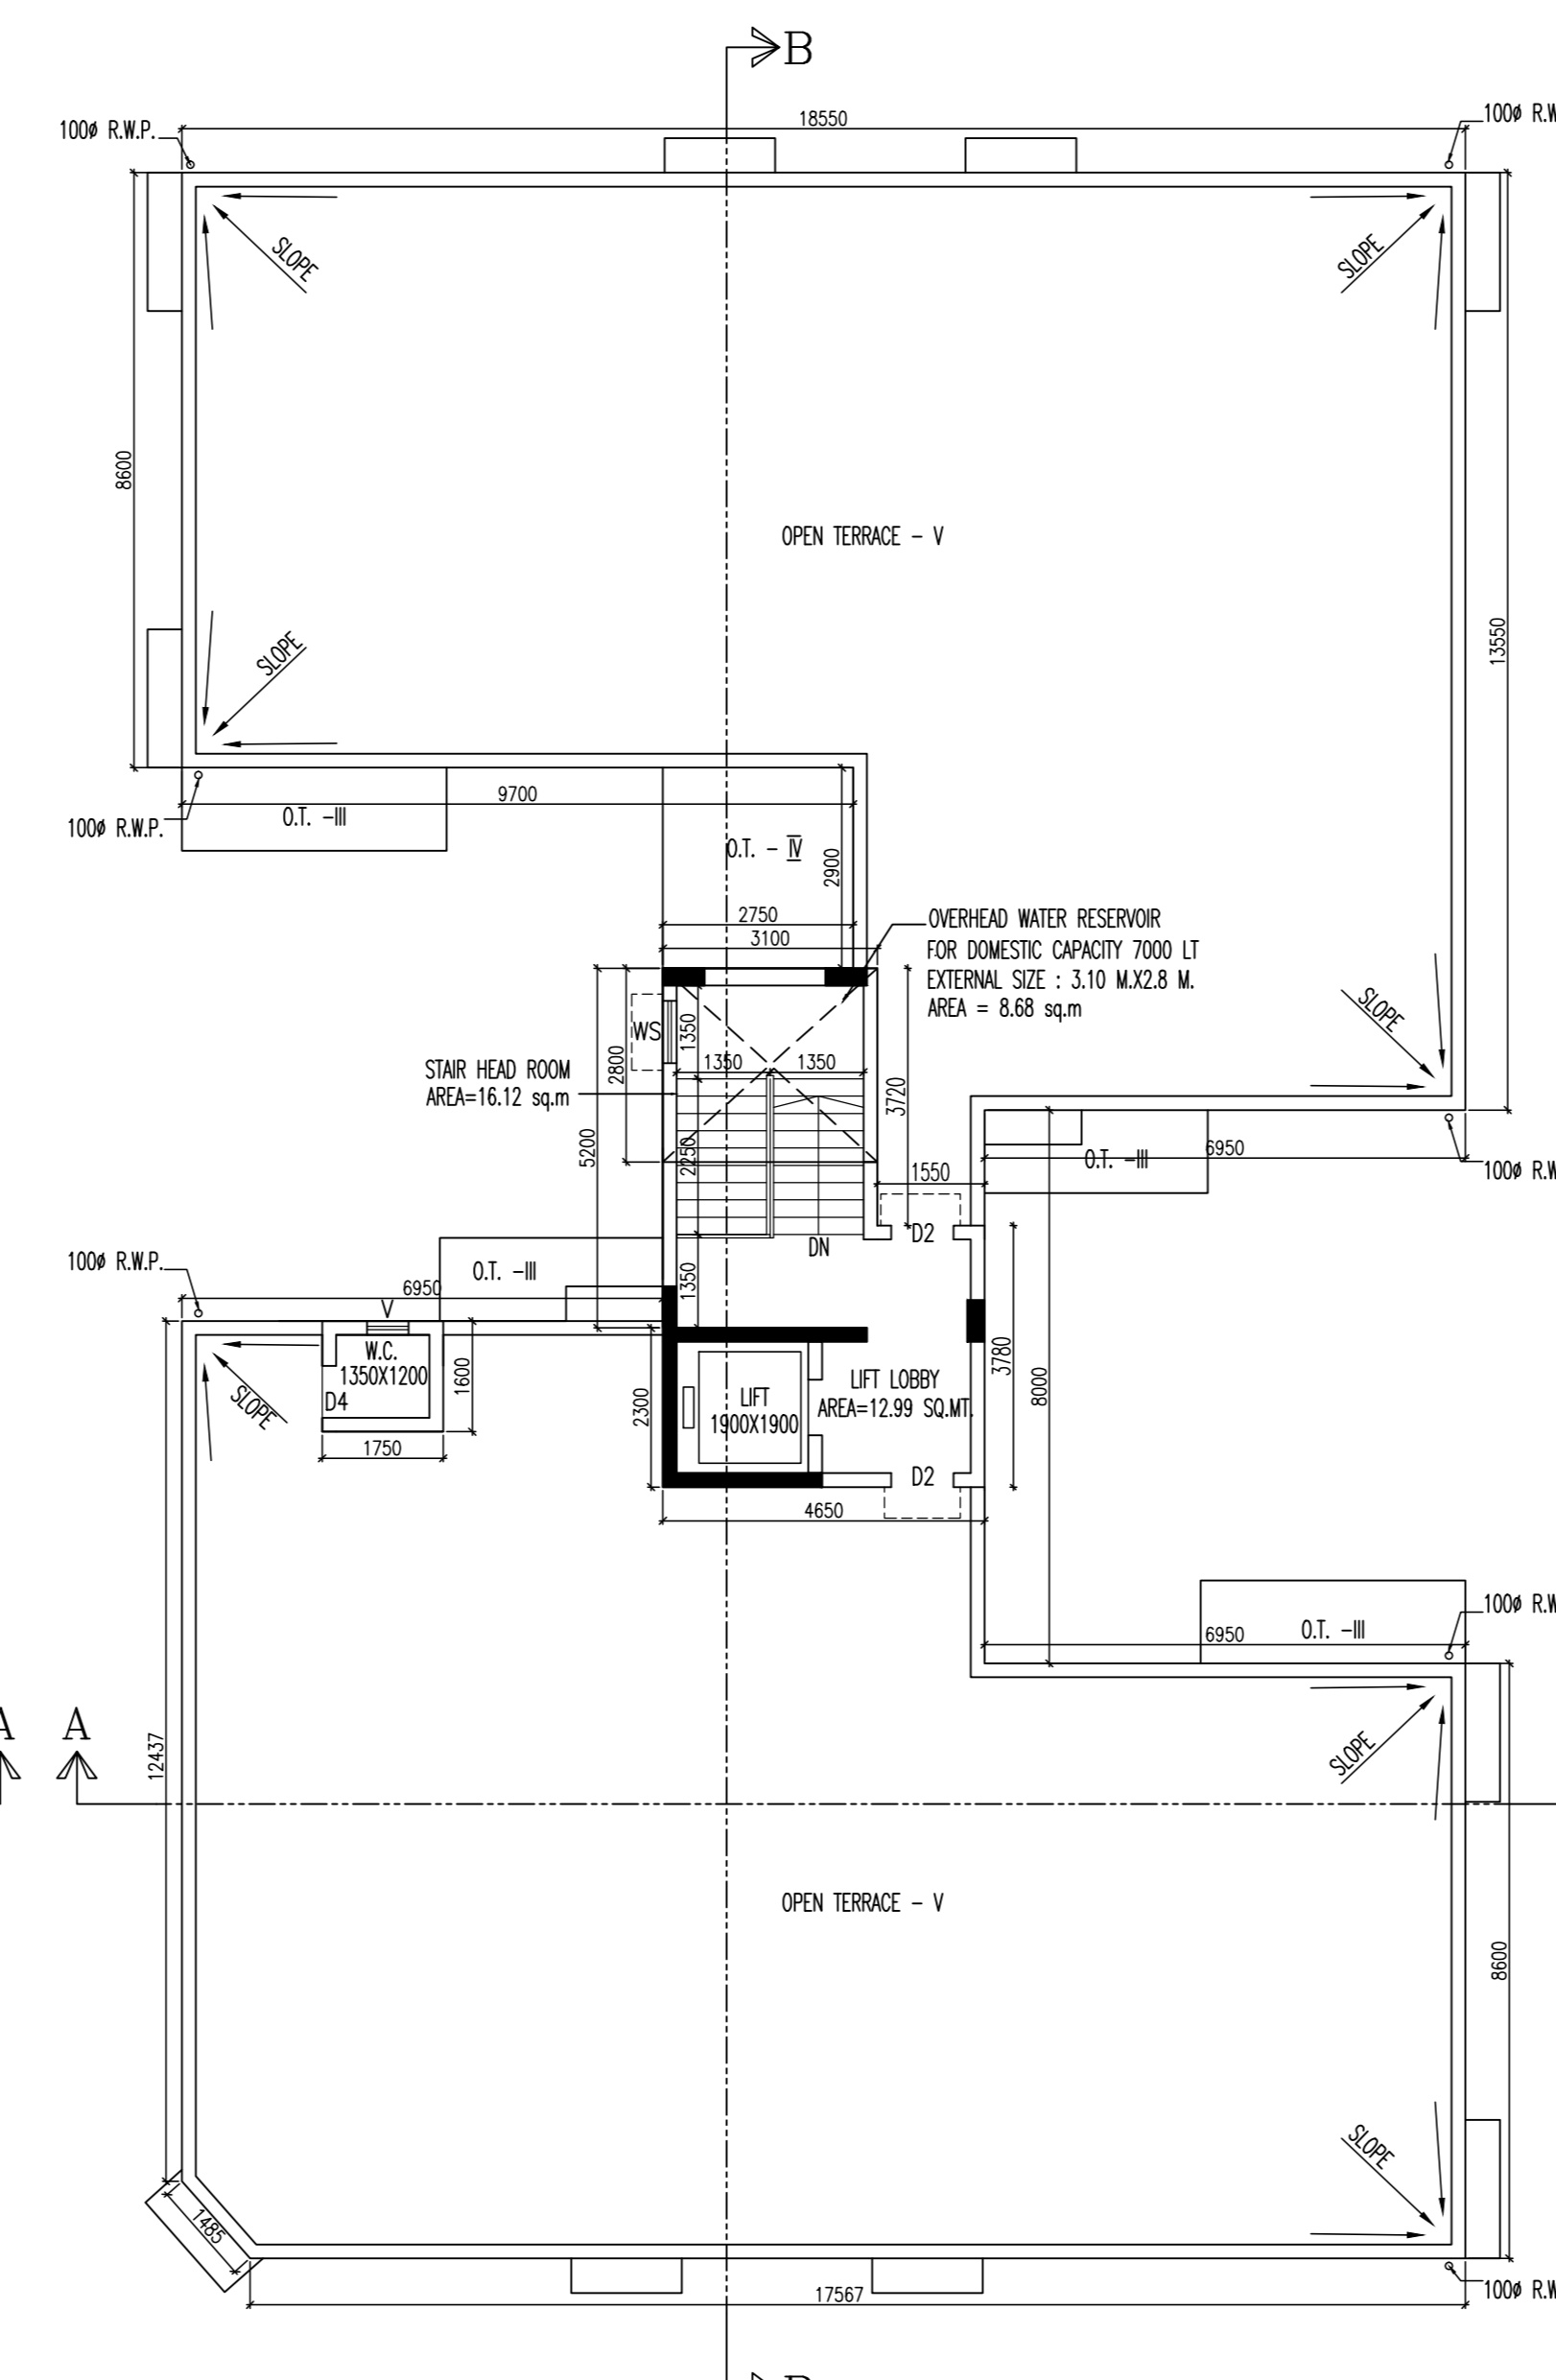 B
18550
100ø R.W.P.
100ø R.W
SLOPE
SLOPE
8600
OPEN TERRACE - V
13550
SLOPE
9700
O.T. -III
100ø R.W.P.
O.T. - IV
2900
2750
3100
OVERHEAD WATER RESERVOIR
FOR DOMESTIC CAPACITY 7000 LT
EXTERNAL SIZE : 3.10 M.X2.8 M.
AREA = 8.68 sq.m
SLOPE
WS
1350
1350
1350
2800
3720
STAIR HEAD ROOM
AREA=16.12 sq.m
5200
2250
6950
O.T. -III
100ø R.W
1550
D2
DN
100ø R.W.P.
O.T. -III
6950
1350
V
W.C.
1350X1200
D4
1600
1750
SLOPE
2300
LIFT
1900X1900
LIFT LOBBY
AREA=12.99 SQ.MT.
3780
8000
D2
4650
100ø R.W
6950
O.T. -III
A
A
12437
SLOPE
OPEN TERRACE - V
8600
SLOPE
1485
17567
100ø R.W